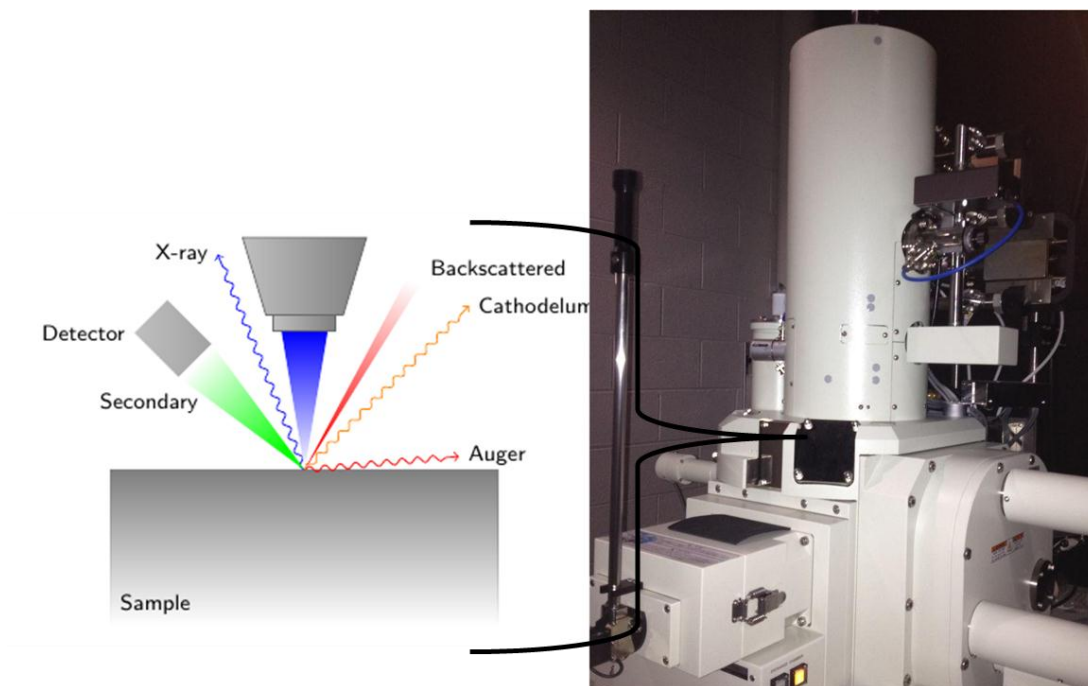 X-ray
Backscattered
Cathodelum
Detector
Secondary
Auger
Sample